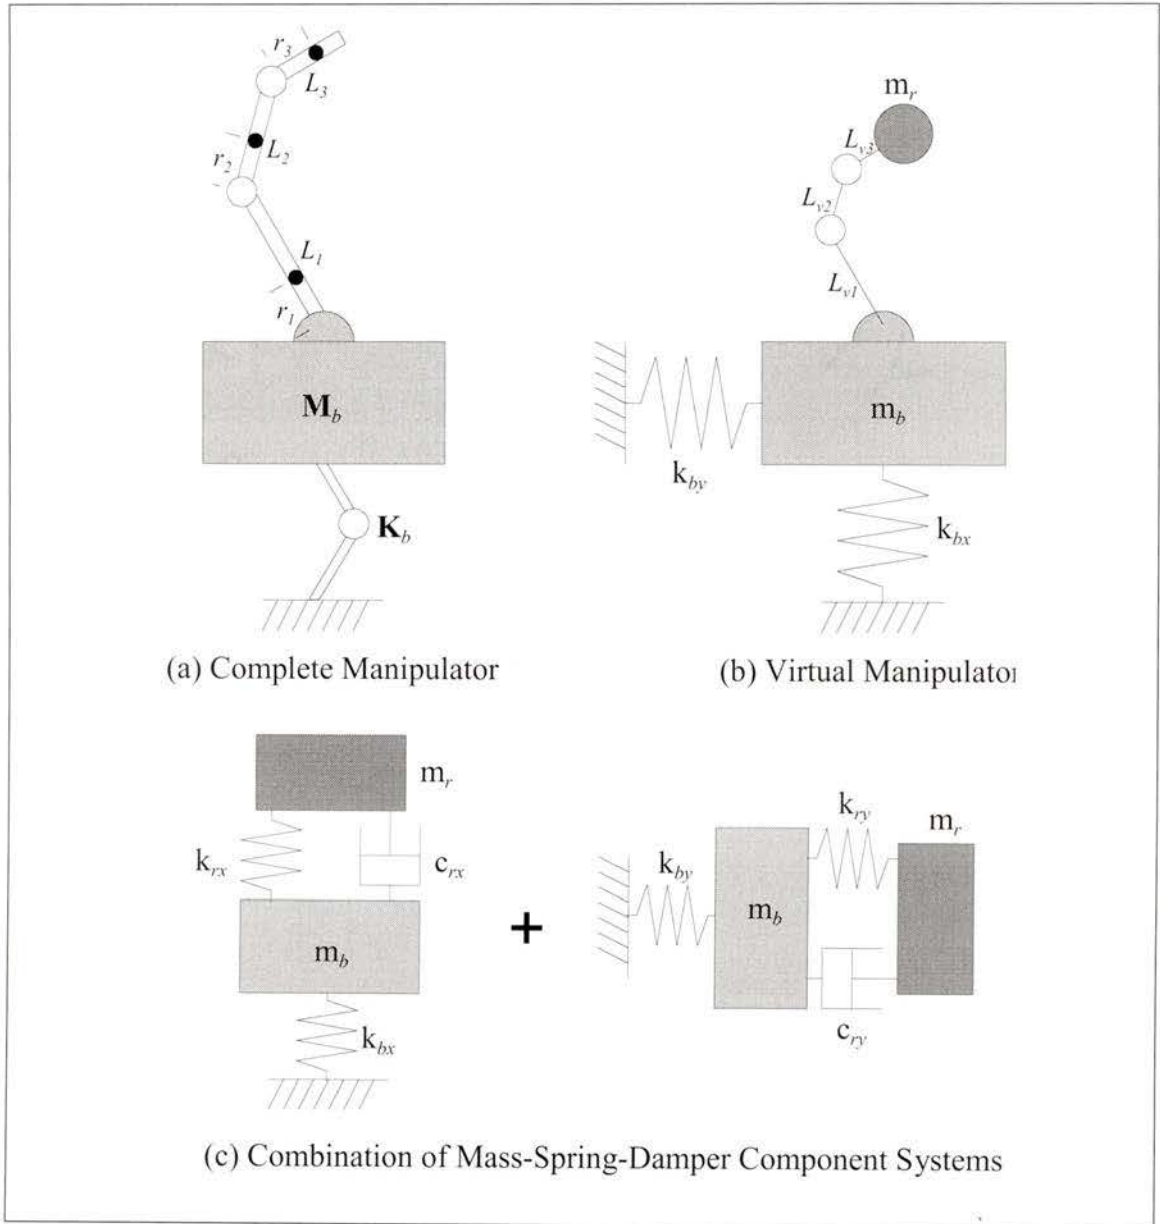 r3
L3
L2
r2
L1
r1
Mb
Kb
(a) Complete Manipulator
mr
Lv3
Lv2
Lv1
mb
kby
kbx
(b) Virtual Manipulator
mr
krx
crx
mb
kbx
+
kry
mr
kby
mb
cry
(c) Combination of Mass-Spring-Damper Component Systems